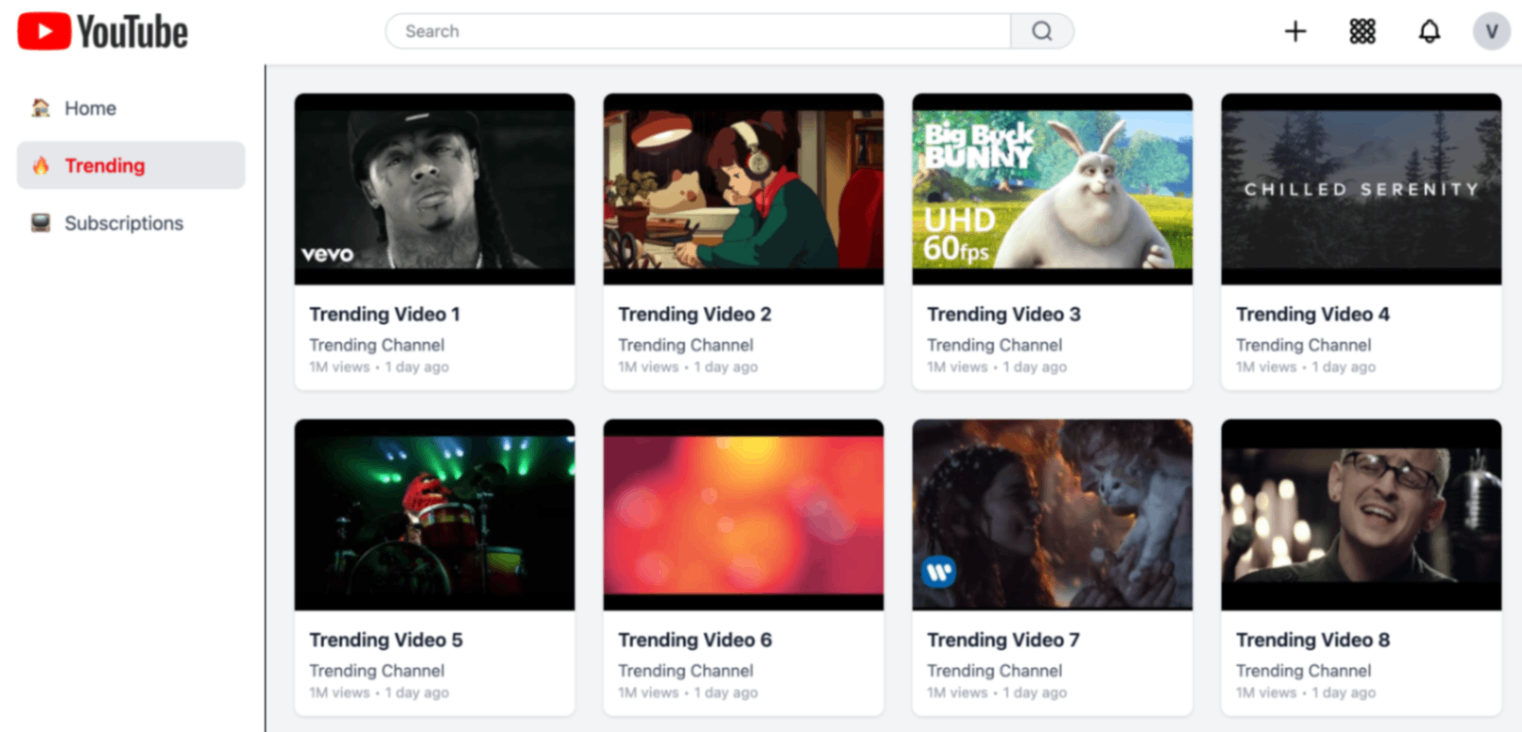 YouTube
Search
V
Home
Trending
Subscriptions
vevo
Big Buck
BUNNY
UHD
60fps
CHILLED SERENITY
Trending Video 1
Trending Channel
1M views • 1 day ago
Trending Video 2
Trending Channel
1M views • 1 day ago
Trending Video 3
Trending Channel
1M views • 1 day ago
Trending Video 4
Trending Channel
1M views • 1 day ago
Trending Video 5
Trending Channel
1M views • 1 day ago
Trending Video 6
Trending Channel
1M views • 1 day ago
Trending Video 7
Trending Channel
1M views • 1 day ago
Trending Video 8
Trending Channel
1M views • 1 day ago